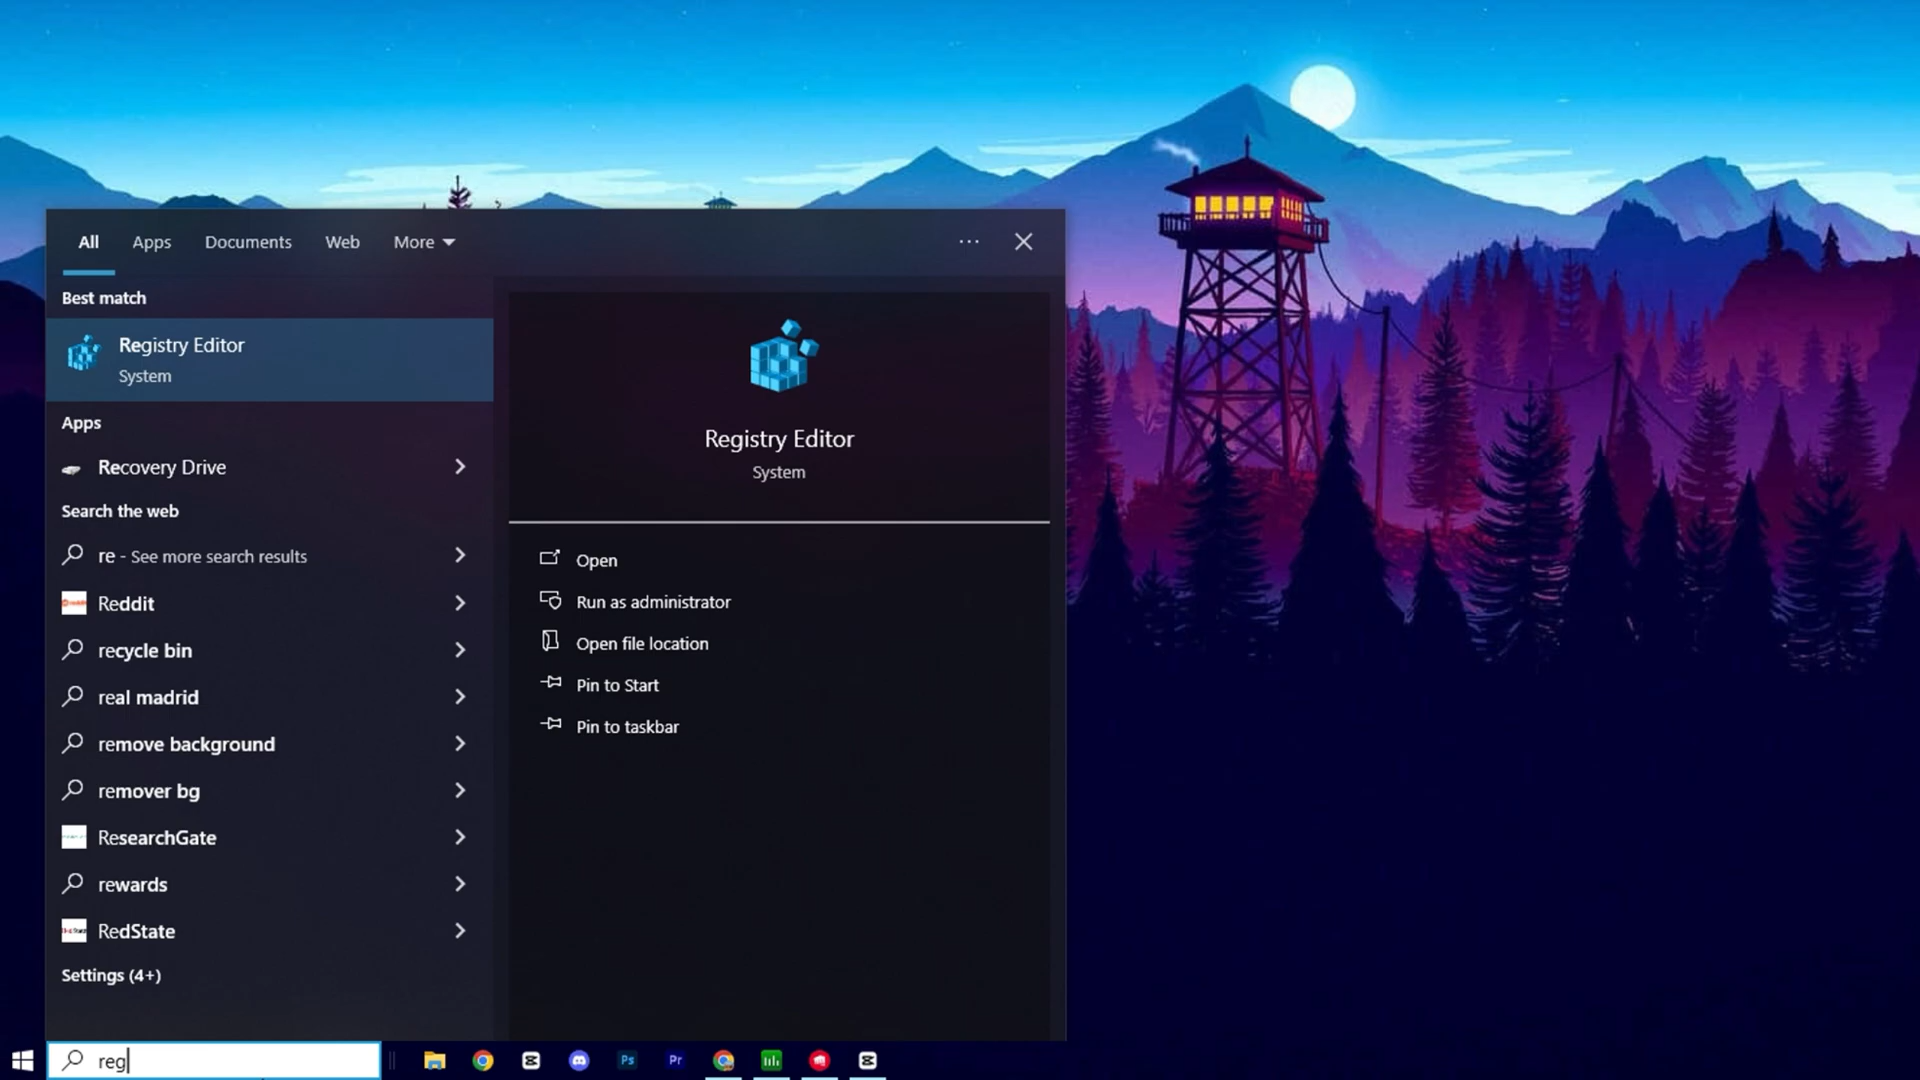 All Apps Documents Web More
Best match
Registry Editor
System
Apps
Recovery Drive
Search the web
re - See more search results
Reddit
recycle bin
real madrid
remove background
remover bg
ResearchGate
rewards
RedState
Settings (4+)
Registry Editor
System
Open
Run as administrator
Open file location
Pin to Start
Pin to taskbar
reg
Ps
Pr